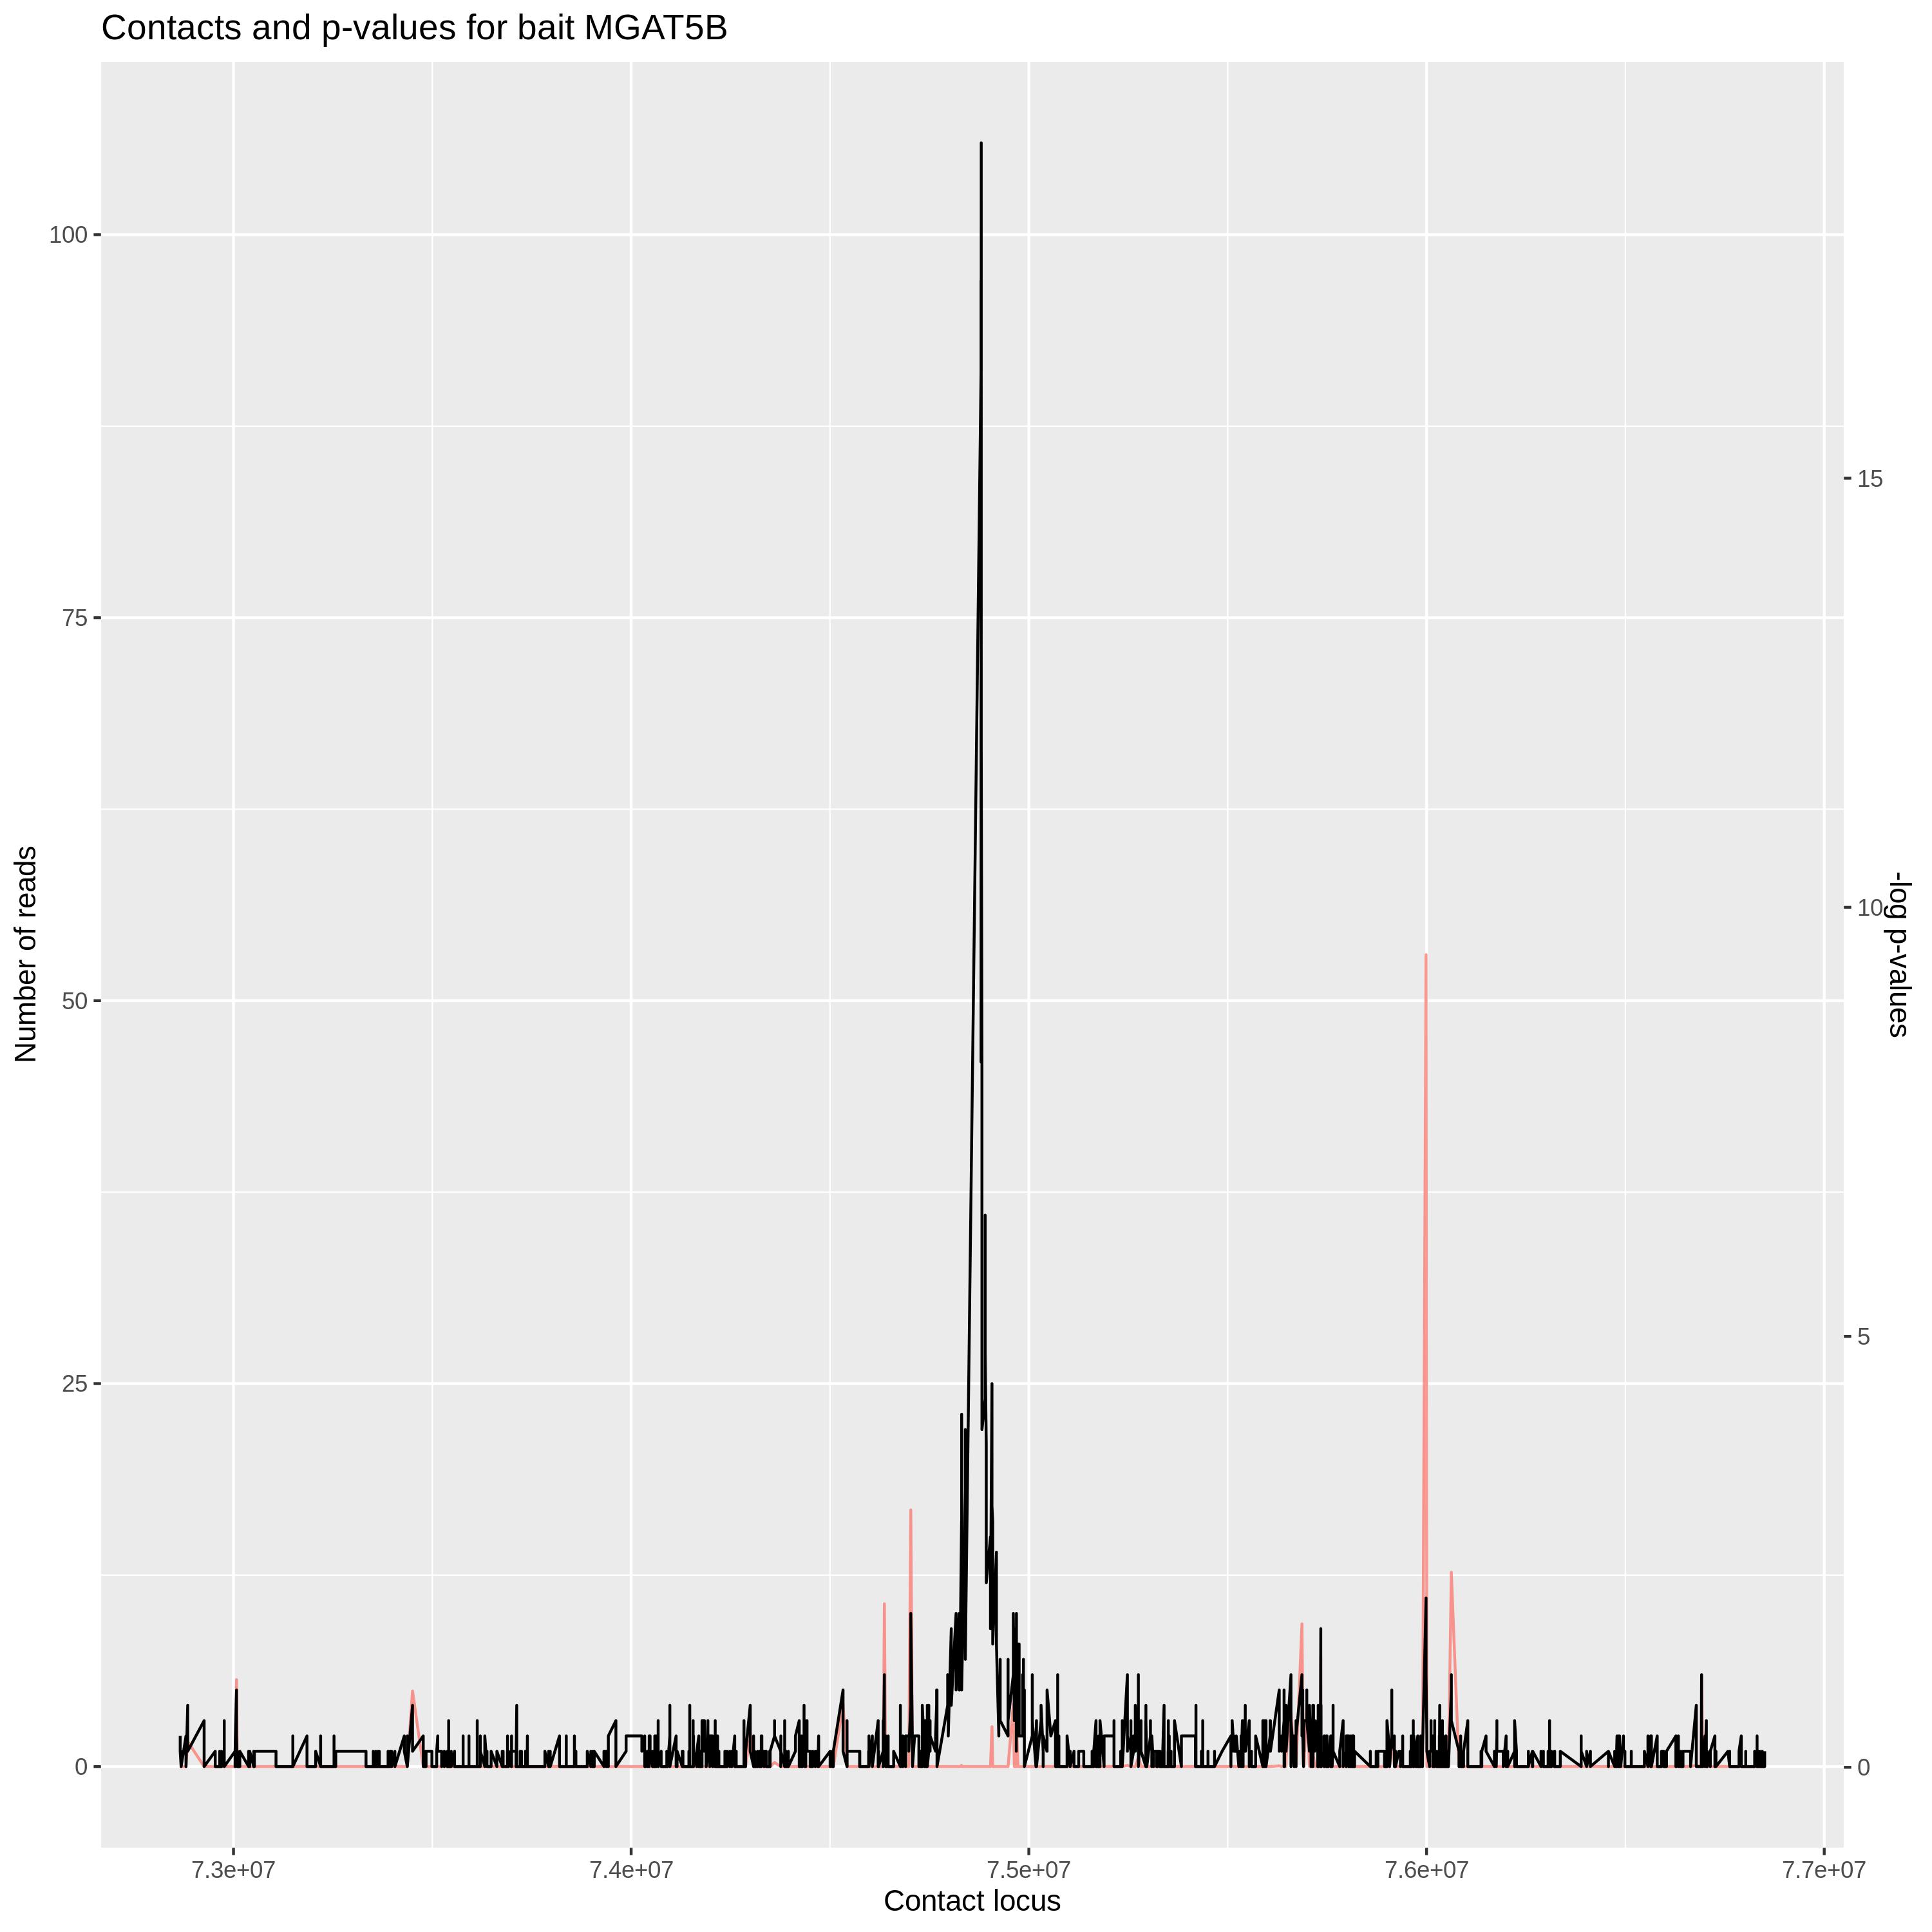 Contacts and p-values for bait MGAT5B
100
75
50
25
0
Number of reads
15
10
5
0
-log p-values
7.3e+07 7.4e+07 7.5e+07 7.6e+07 7.7e+07
Contact locus